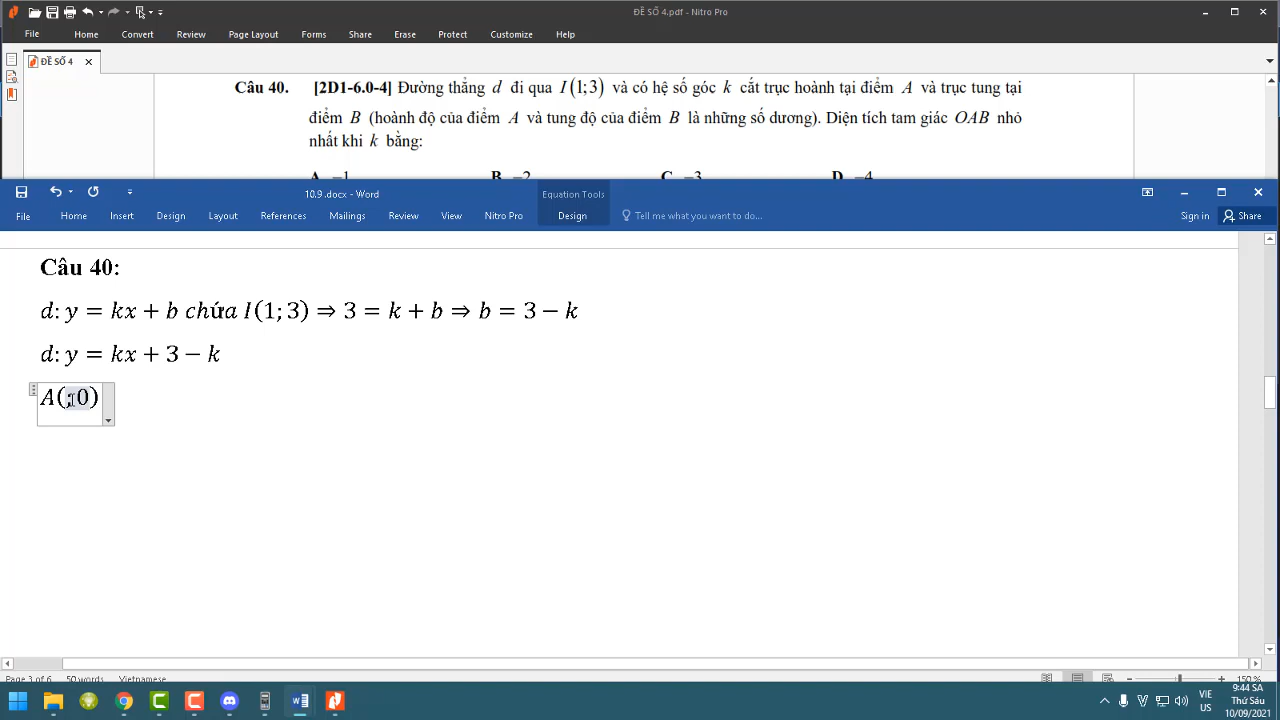 ĐỀ SỐ 4.pdf - Nitro Pro
File Home Convert Review Page Layout Forms Share Erase Protect Customize Help
ĐỀ SỐ 4
Câu 40. [2D1-6.0-4] Đường thẳng d đi qua I(1;3) và có hệ số góc k cắt trục hoành tại điểm A và trục tung tại
điểm B (hoành độ của điểm A và tung độ của điểm B là những số dương). Diện tích tam giác OAB nhỏ
nhất khi k bằng:
A. −1 B. −2 C. −3 D. −4
10.9.docx - Word Equation Tools
File Home Insert Design Layout References Mailings Review View Nitro Pro Design Tell me what you want to do... Sign in Share
Câu 40:
d: y = kx + b chứa I(1; 3) ⇒ 3 = k + b ⇒ b = 3 − k
d: y = kx + 3 − k
A(; 0)
Page 3 of 6 50 words Vietnamese 150 %
VIE 9:44 SA
US Thứ Sáu
10/09/2021